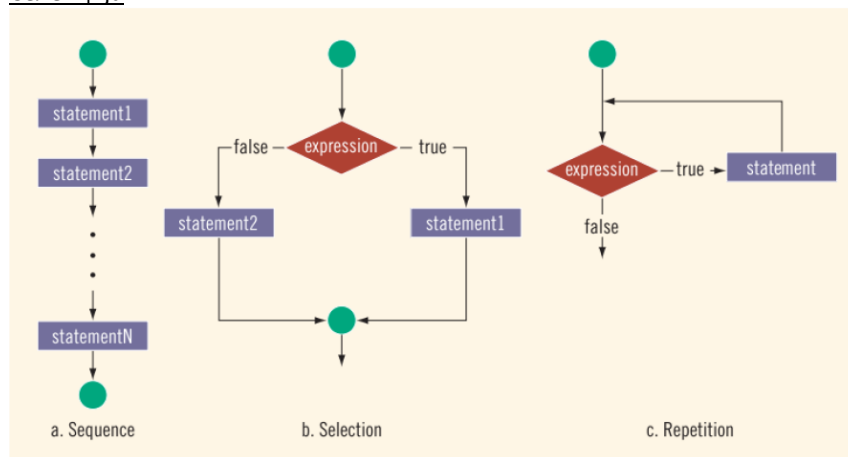 statement1
statement2
statementN
a. Sequence
false
expression
true
statement2
statement1
b. Selection
expression
true
statement
false
c. Repetition